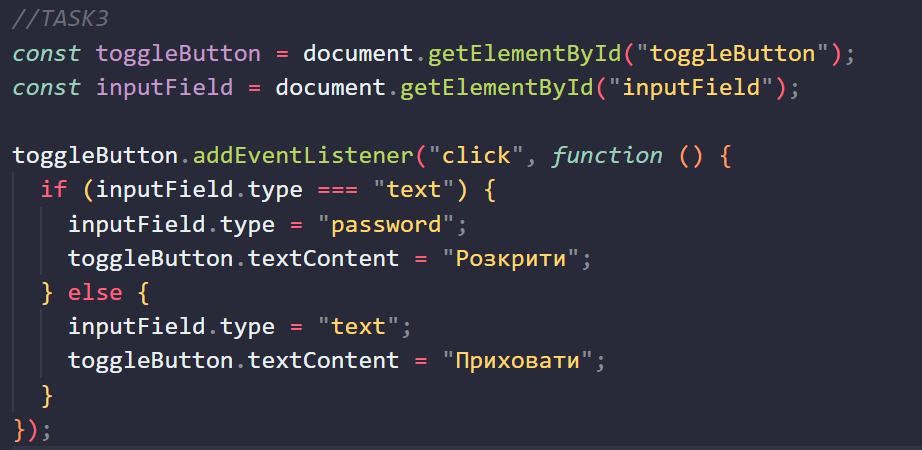 //TASK3
const toggleButton = document.getElementById("toggleButton");
const inputField = document.getElementById("inputField");
toggleButton.addEventListener("click", function () {
if (inputField.type === "text") {
inputField.type = "password";
toggleButton.textContent = "Розкрити";
} else {
inputField.type = "text";
toggleButton.textContent = "Приховати";
}
});